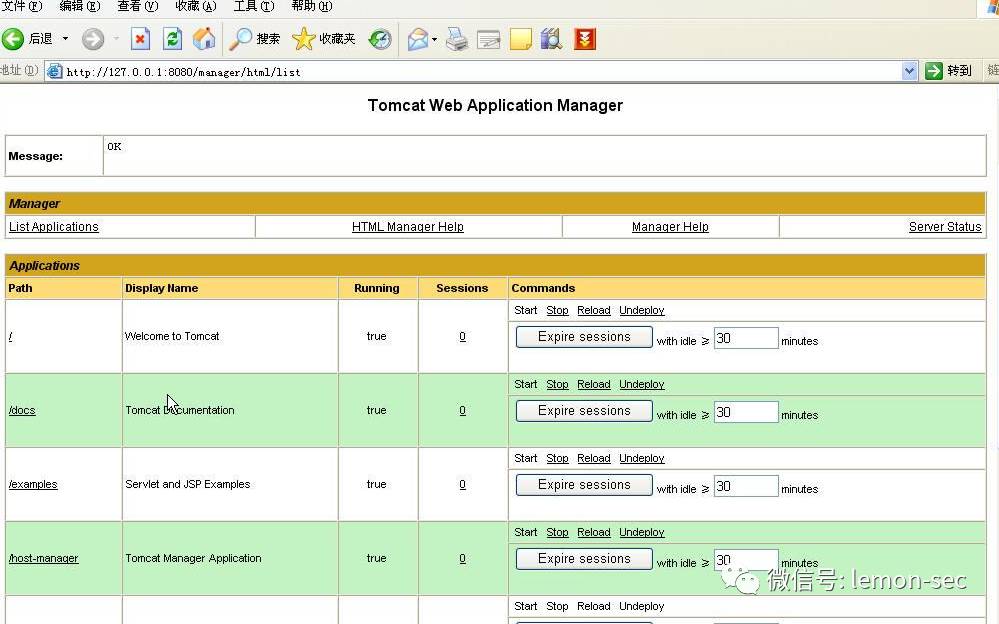 文件(F) 编辑(E) 查看(V) 收藏(A) 工具(T) 帮助(H)
后退 搜索 收藏夹
地址(D) http://127.0.0.1:8080/manager/html/list 转到 链
Tomcat Web Application Manager
Message: OK
Manager
List Applications HTML Manager Help Manager Help Server Status
Applications
Path Display Name Running Sessions Commands
Start Stop Reload Undeploy
/ Welcome to Tomcat true 0 Expire sessions with idle ≥ 30 minutes
Start Stop Reload Undeploy
/docs Tomcat Documentation true 0 Expire sessions with idle ≥ 30 minutes
Start Stop Reload Undeploy
/examples Servlet and JSP Examples true 0 Expire sessions with idle ≥ 30 minutes
Start Stop Reload Undeploy
/host-manager Tomcat Manager Application true 0 Expire sessions with idle ≥ 30 minutes
微信号: lemon-sec
Start Stop Reload Undeploy